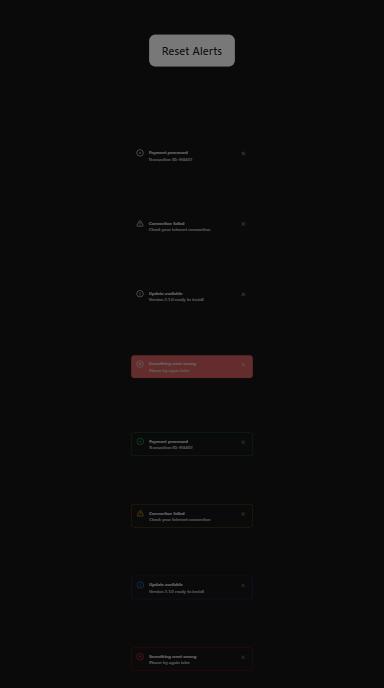 Reset Alerts
Payment processed
Transaction ID:
Connection failed
Check your internet connection
Update available
Version 2.1.0 ready to install
Something went wrong
Please try again later
Payment processed
Transaction ID:
Connection failed
Check your internet connection
Update available
Version 2.1.0 ready to install
Something went wrong
Please try again later